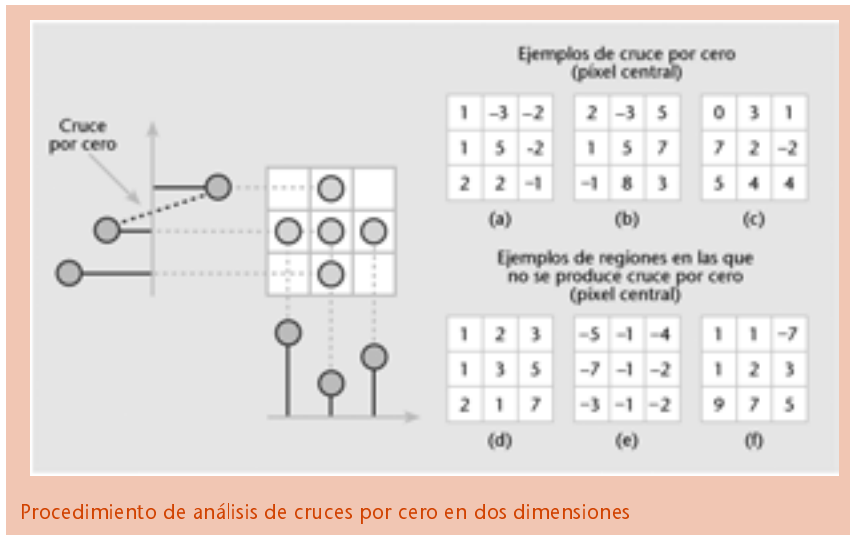 Cruce
por cero
Ejemplos de cruce por cero
(píxel central)
1 –3 –2
1 5 -2
2 2 –1
(a)
2 –3 5
1 5 7
–1 8 3
(b)
0 3 1
7 2 –2
5 4 4
(c)
Ejemplos de regiones en las que
no se produce cruce por cero
(píxel central)
1 2 3
1 3 5
2 1 7
(d)
–5 –1 –4
–7 –1 –2
–3 –1 –2
(e)
1 1 –7
1 2 3
9 7 5
(f)
Procedimiento de análisis de cruces por cero en dos dimensiones